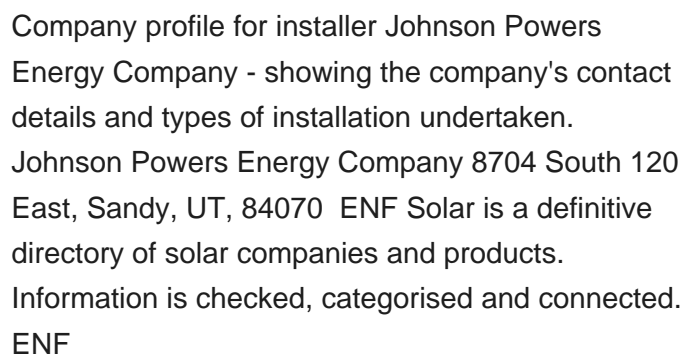 Company profile for installer Johnson Powers
Energy Company - showing the company's contact
details and types of installation undertaken.
Johnson Powers Energy Company 8704 South 120
East, Sandy, UT, 84070  ENF Solar is a definitive
directory of solar companies and products.
Information is checked, categorised and connected.
ENF